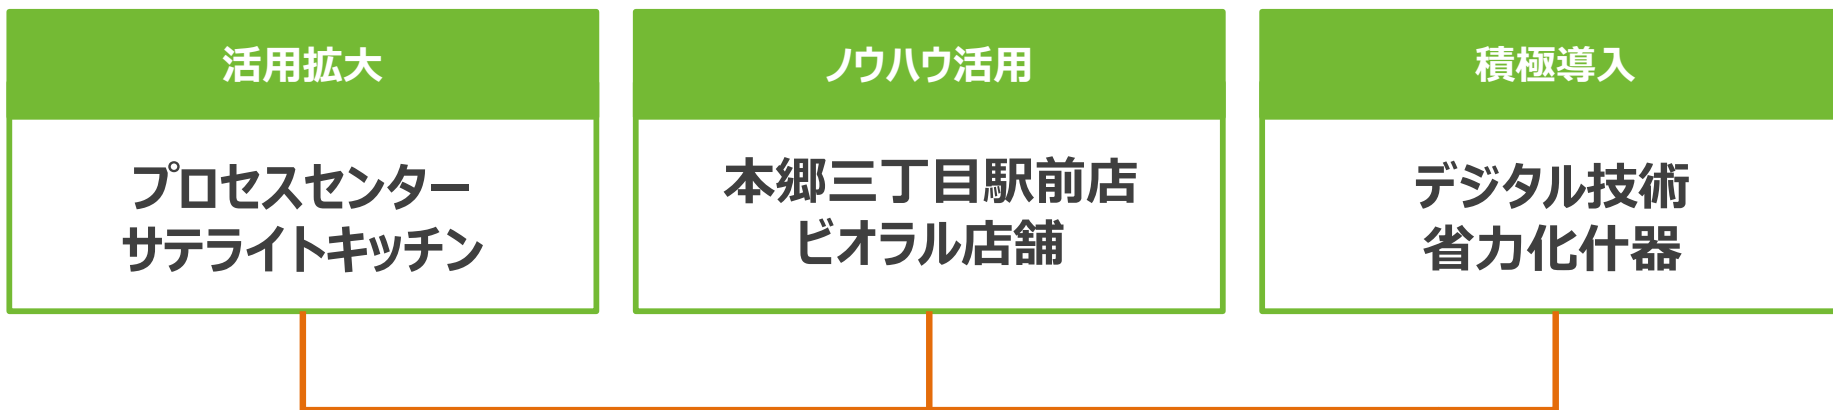 活用拡大
プロセスセンター
サテライトキッチン
ノウハウ活用
本郷三丁目駅前店
ビオラル店舗
積極導入
デジタル技術
省力化什器